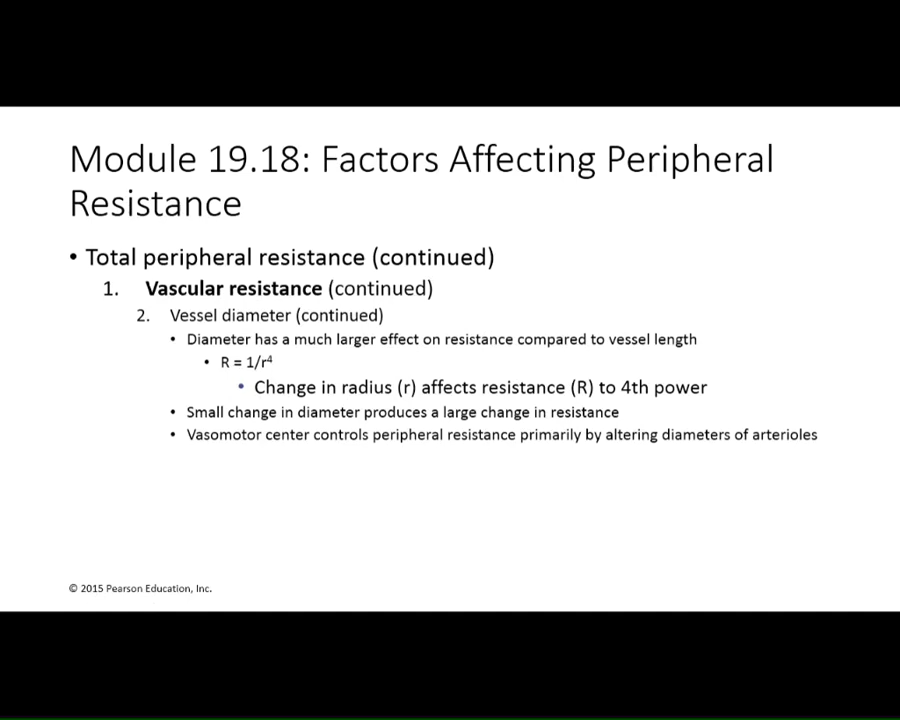 Module 19.18: Factors Affecting Peripheral
Resistance
• Total peripheral resistance (continued)
1. Vascular resistance (continued)
2. Vessel diameter (continued)
• Diameter has a much larger effect on resistance compared to vessel length
• R = 1/r⁴
• Change in radius (r) affects resistance (R) to 4th power
• Small change in diameter produces a large change in resistance
• Vasomotor center controls peripheral resistance primarily by altering diameters of arterioles
© 2015 Pearson Education, Inc.